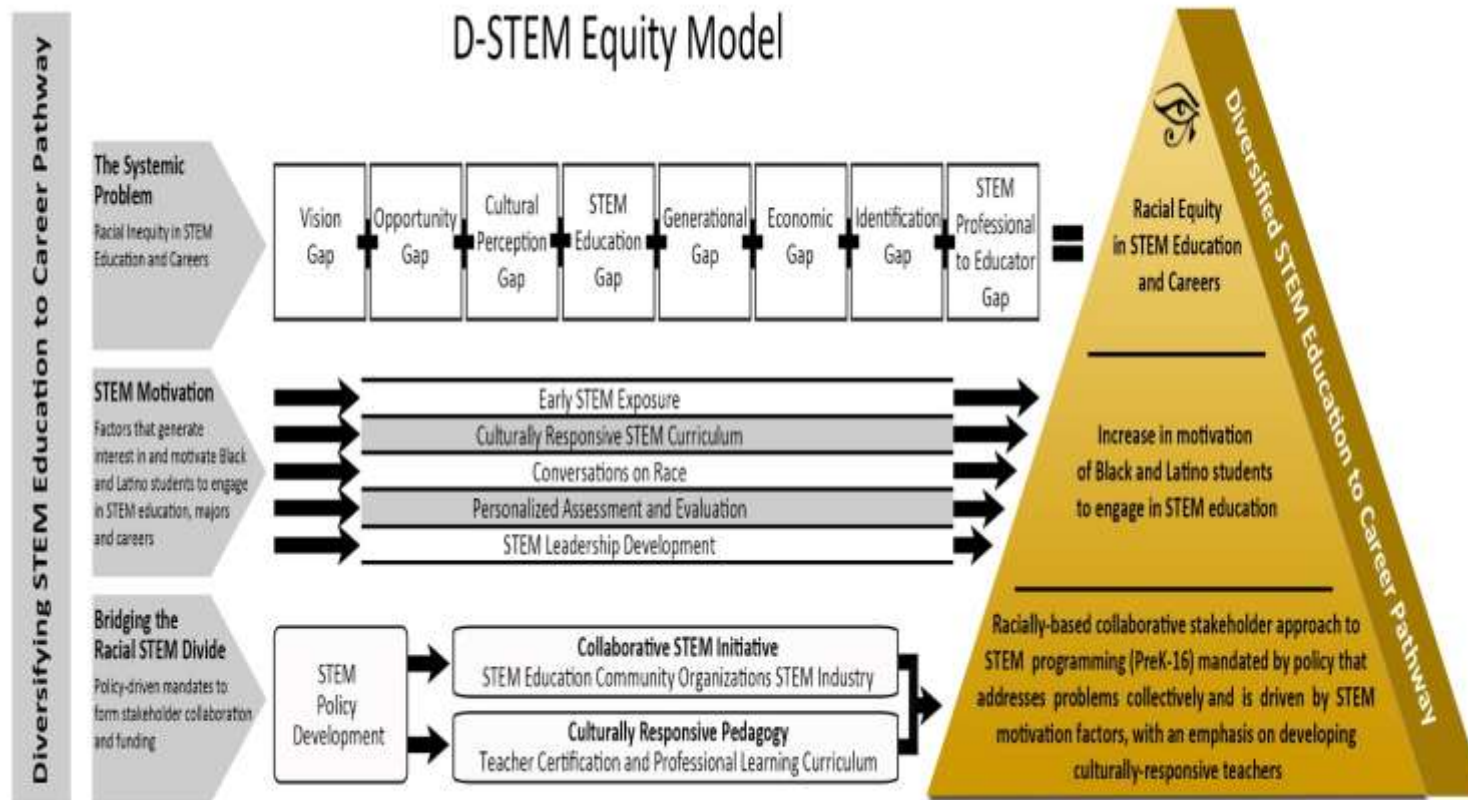 D-STEM Equity Model
Diversifying STEM Education to Career Pathway
The Systemic
Problem
Racial Inequity in STEM
Education and Careers
Vision
Gap
Opportunity
Gap
Cultural
Perception
Gap
STEM
Education
Gap
Generational
Gap
Economic
Gap
Identification
Gap
STEM
Professional
to Educator
Gap
Racial Equity
in STEM Education
and Careers
STEM Motivation
Factors that generate
interest in and motivate Black
and Latino students to engage
in STEM education, majors
and careers
Early STEM Exposure
Culturally Responsive STEM Curriculum
Conversations on Race
Personalized Assessment and Evaluation
STEM Leadership Development
Increase in motivation
of Black and Latino students
to engage in STEM education
Bridging the
Racial STEM Divide
Policy-driven mandates to
form stakeholder collaboration
and funding
STEM
Policy
Development
Collaborative STEM Initiative
STEM Education Community Organizations STEM Industry
Culturally Responsive Pedagogy
Teacher Certification and Professional Learning Curriculum
Racially-based collaborative stakeholder approach to
STEM programming (PreK-16) mandated by policy that
addresses problems collectively and is driven by STEM
motivation factors, with an emphasis on developing
culturally-responsive teachers
Diversified STEM Education to Career Pathway